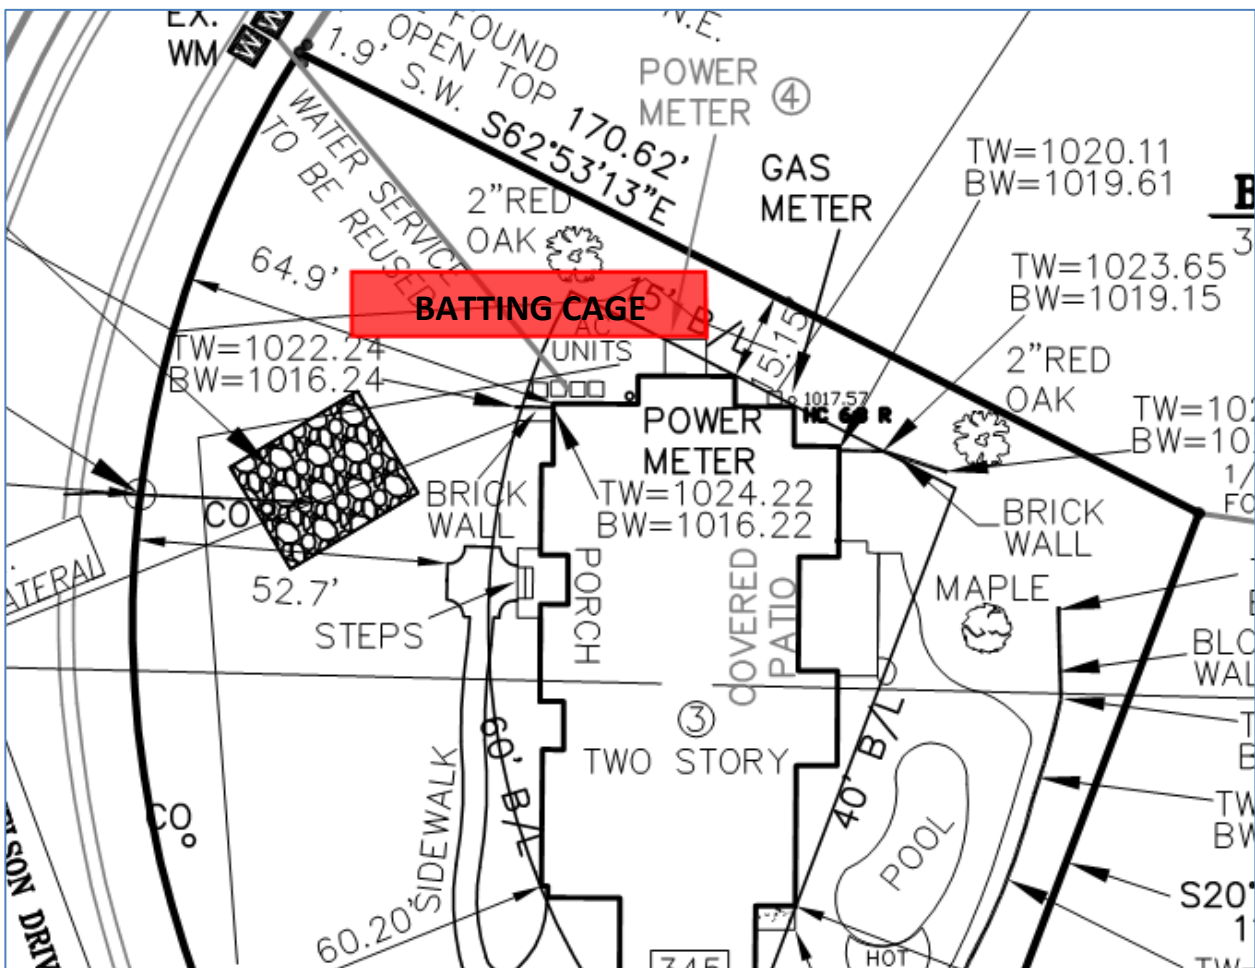 EX.
WM
W W
FOUND
OPEN TOP
1.9' S.W.
N.E.
170.62'
S62°53'13"E
POWER
METER
④
GAS
METER
TW=1020.11
BW=1019.61
WATER SERVICE
TO BE REUSED
2"RED
OAK
64.9'
BATTING CAGE
15' B/L
15.15'
TW=1023.65
BW=1019.15
AC
UNITS
TW=1022.24
BW=1016.24
2"RED
OAK
1017.57
POWER
METER
BRICK
WALL
TW=1024.22
BW=1016.22
CO
BRICK
WALL
52.7'
STEPS
PORCH
COVERED
PATIO
MAPLE
③
TWO STORY
SIDEWALK
60' B/L
40' B/L
POOL
CO
60.20'
345
HOT
S20°